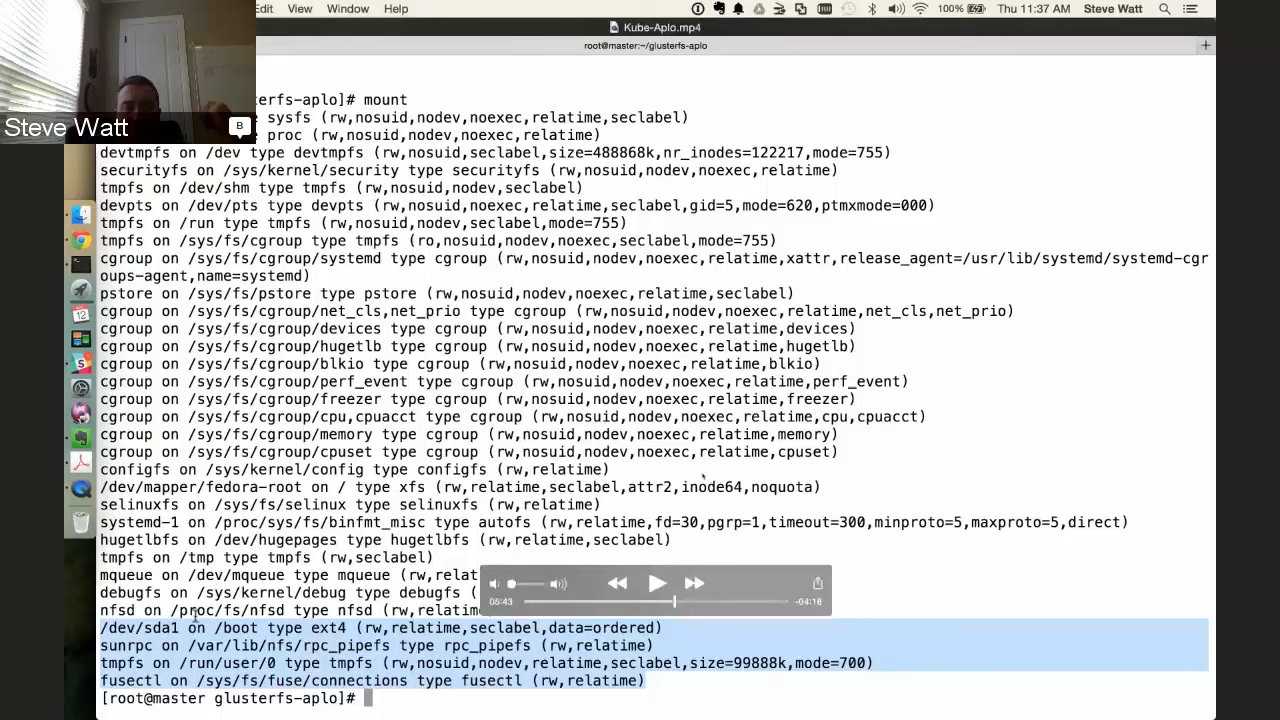 Edit View Window Help 100% Thu 11:37 AM Steve Watt
Kube-Aplo.mp4
root@master:~/glusterfs-aplo
Steve Watt
B
erfs-aplo]# mount
sysfs (rw,nosuid,nodev,noexec,relatime,seclabel)
proc (rw,nosuid,nodev,noexec,relatime)
devtmpfs on /dev type devtmpfs (rw,nosuid,seclabel,size=488868k,nr_inodes=122217,mode=755)
securityfs on /sys/kernel/security type securityfs (rw,nosuid,nodev,noexec,relatime)
tmpfs on /dev/shm type tmpfs (rw,nosuid,nodev,seclabel)
devpts on /dev/pts type devpts (rw,nosuid,noexec,relatime,seclabel,gid=5,mode=620,ptmxmode=000)
tmpfs on /run type tmpfs (rw,nosuid,nodev,seclabel,mode=755)
tmpfs on /sys/fs/cgroup type tmpfs (ro,nosuid,nodev,noexec,seclabel,mode=755)
cgroup on /sys/fs/cgroup/systemd type cgroup (rw,nosuid,nodev,noexec,relatime,xattr,release_agent=/usr/lib/systemd/systemd-cgr
oups-agent,name=systemd)
pstore on /sys/fs/pstore type pstore (rw,nosuid,nodev,noexec,relatime,seclabel)
cgroup on /sys/fs/cgroup/net_cls,net_prio type cgroup (rw,nosuid,nodev,noexec,relatime,net_cls,net_prio)
cgroup on /sys/fs/cgroup/devices type cgroup (rw,nosuid,nodev,noexec,relatime,devices)
cgroup on /sys/fs/cgroup/hugetlb type cgroup (rw,nosuid,nodev,noexec,relatime,hugetlb)
cgroup on /sys/fs/cgroup/blkio type cgroup (rw,nosuid,nodev,noexec,relatime,blkio)
cgroup on /sys/fs/cgroup/perf_event type cgroup (rw,nosuid,nodev,noexec,relatime,perf_event)
cgroup on /sys/fs/cgroup/freezer type cgroup (rw,nosuid,nodev,noexec,relatime,freezer)
cgroup on /sys/fs/cgroup/cpu,cpuacct type cgroup (rw,nosuid,nodev,noexec,relatime,cpu,cpuacct)
cgroup on /sys/fs/cgroup/memory type cgroup (rw,nosuid,nodev,noexec,relatime,memory)
cgroup on /sys/fs/cgroup/cpuset type cgroup (rw,nosuid,nodev,noexec,relatime,cpuset)
configfs on /sys/kernel/config type configfs (rw,relatime)
/dev/mapper/fedora-root on / type xfs (rw,relatime,seclabel,attr2,inode64,noquota)
selinuxfs on /sys/fs/selinux type selinuxfs (rw,relatime)
systemd-1 on /proc/sys/fs/binfmt_misc type autofs (rw,relatime,fd=30,pgrp=1,timeout=300,minproto=5,maxproto=5,direct)
hugetlbfs on /dev/hugepages type hugetlbfs (rw,relatime,seclabel)
tmpfs on /tmp type tmpfs (rw,seclabel)
mqueue on /dev/mqueue type mqueue (rw,relat
debugfs on /sys/kernel/debug type debugfs (
nfsd on /proc/fs/nfsd type nfsd (rw,relatime
05:43 -04:18
/dev/sda1 on /boot type ext4 (rw,relatime,seclabel,data=ordered)
sunrpc on /var/lib/nfs/rpc_pipefs type rpc_pipefs (rw,relatime)
tmpfs on /run/user/0 type tmpfs (rw,nosuid,nodev,relatime,seclabel,size=99888k,mode=700)
fusectl on /sys/fs/fuse/connections type fusectl (rw,relatime)
[root@master glusterfs-aplo]#